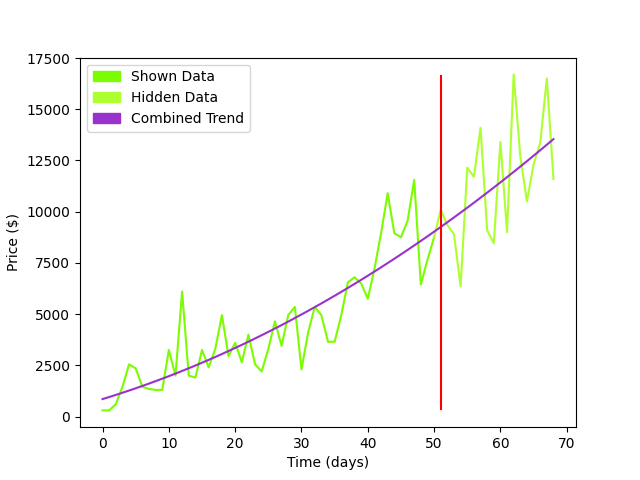 17500
15000
12500
10000
7500
5000
2500
0
Price ($)
Shown Data
Hidden Data
Combined Trend
0 10 20 30 40 50 60 70
Time (days)